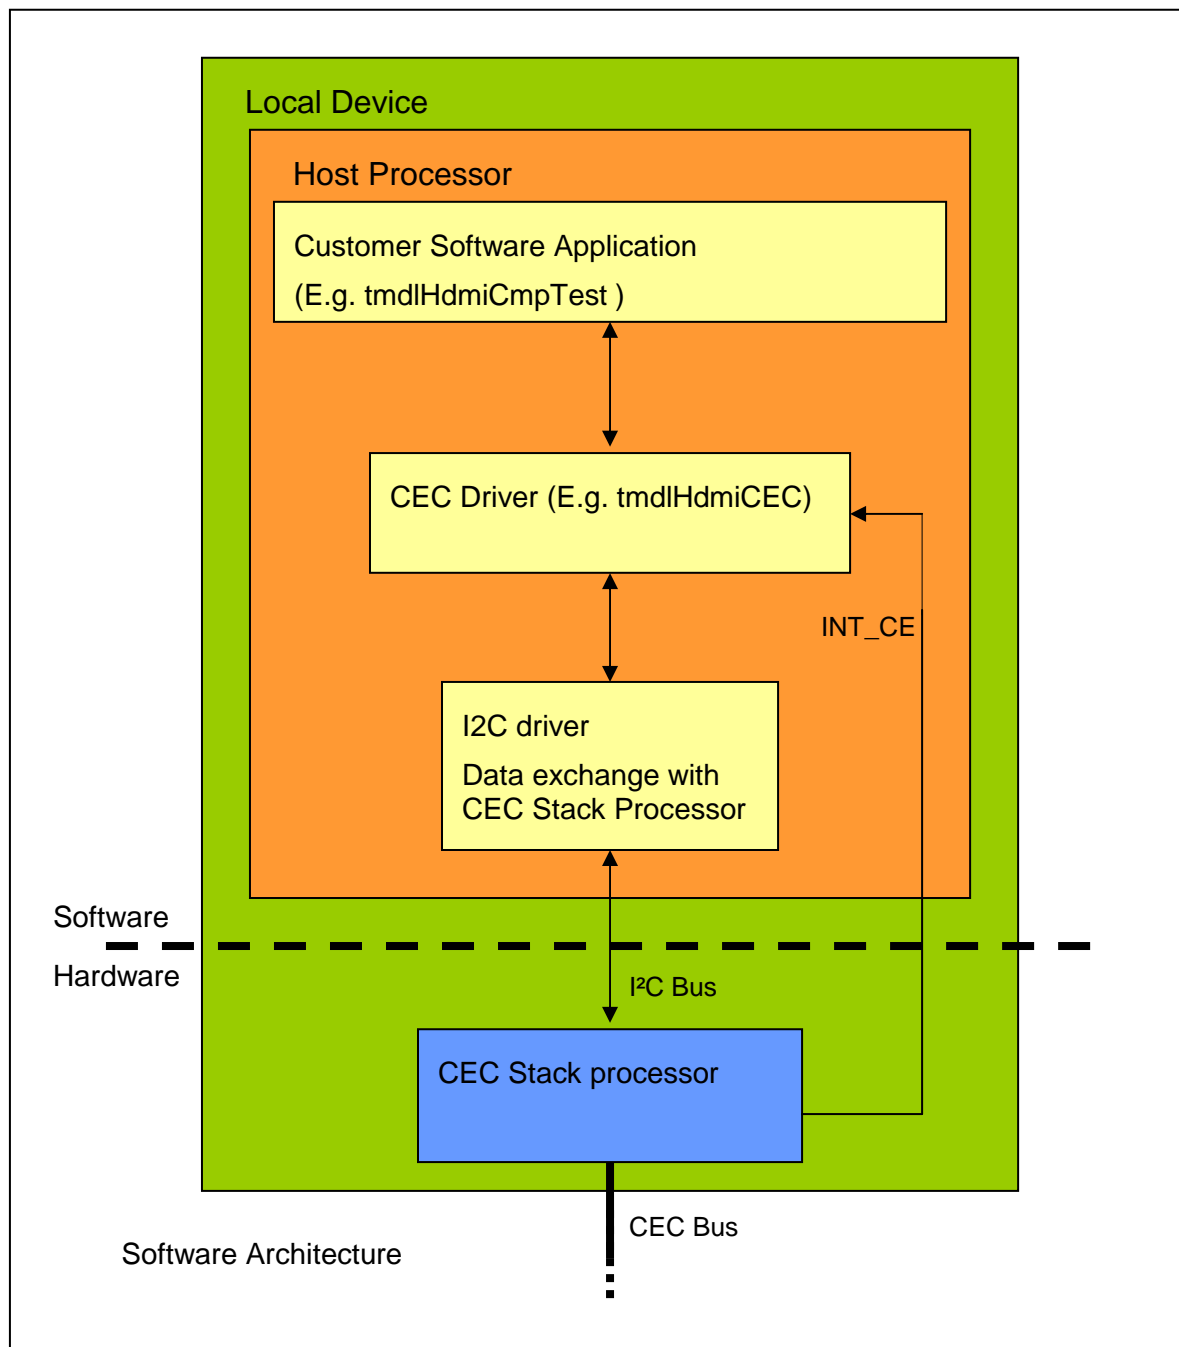 Local Device
Host Processor
Customer Software Application
(E.g. tmdlHdmiCmpTest )
CEC Driver (E.g. tmdlHdmiCEC)
INT_CE
I2C driver
Data exchange with
CEC Stack Processor
Software
Hardware
I²C Bus
CEC Stack processor
CEC Bus
Software Architecture